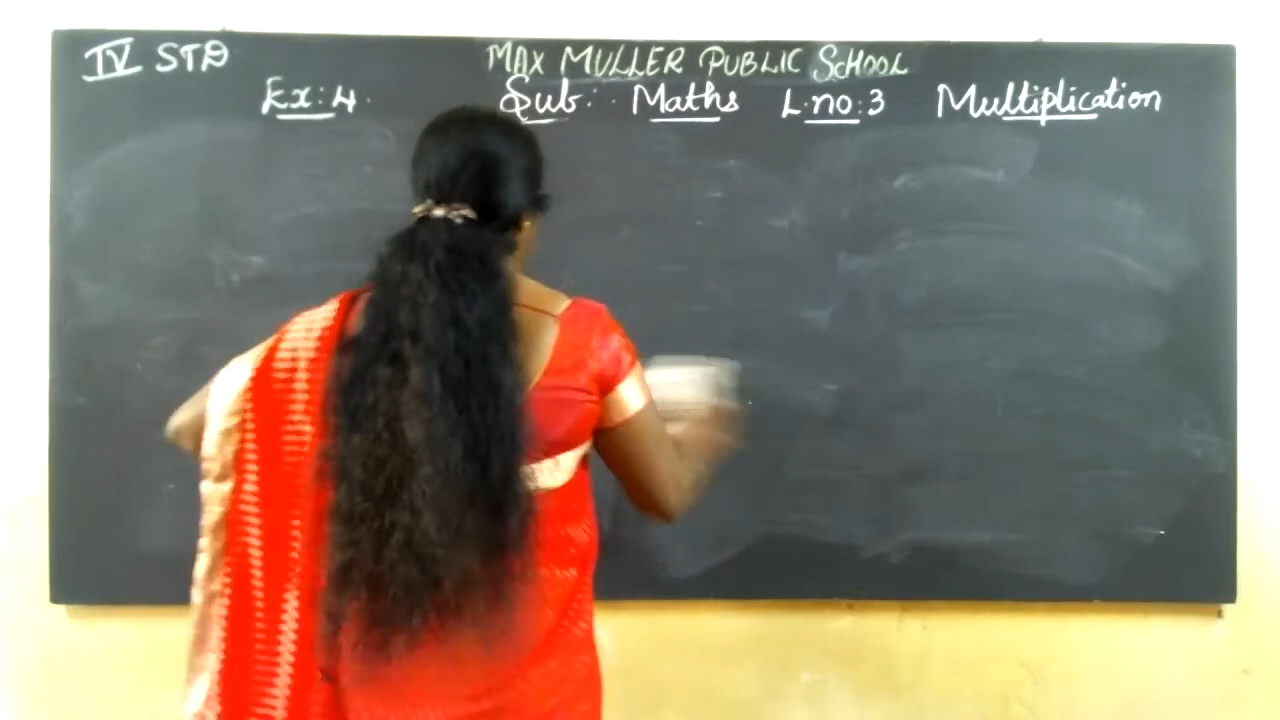 IV STD MAX MULLER PUBLIC SCHOOL
Ex: 4. Sub: Maths L.no: 3 Multiplication